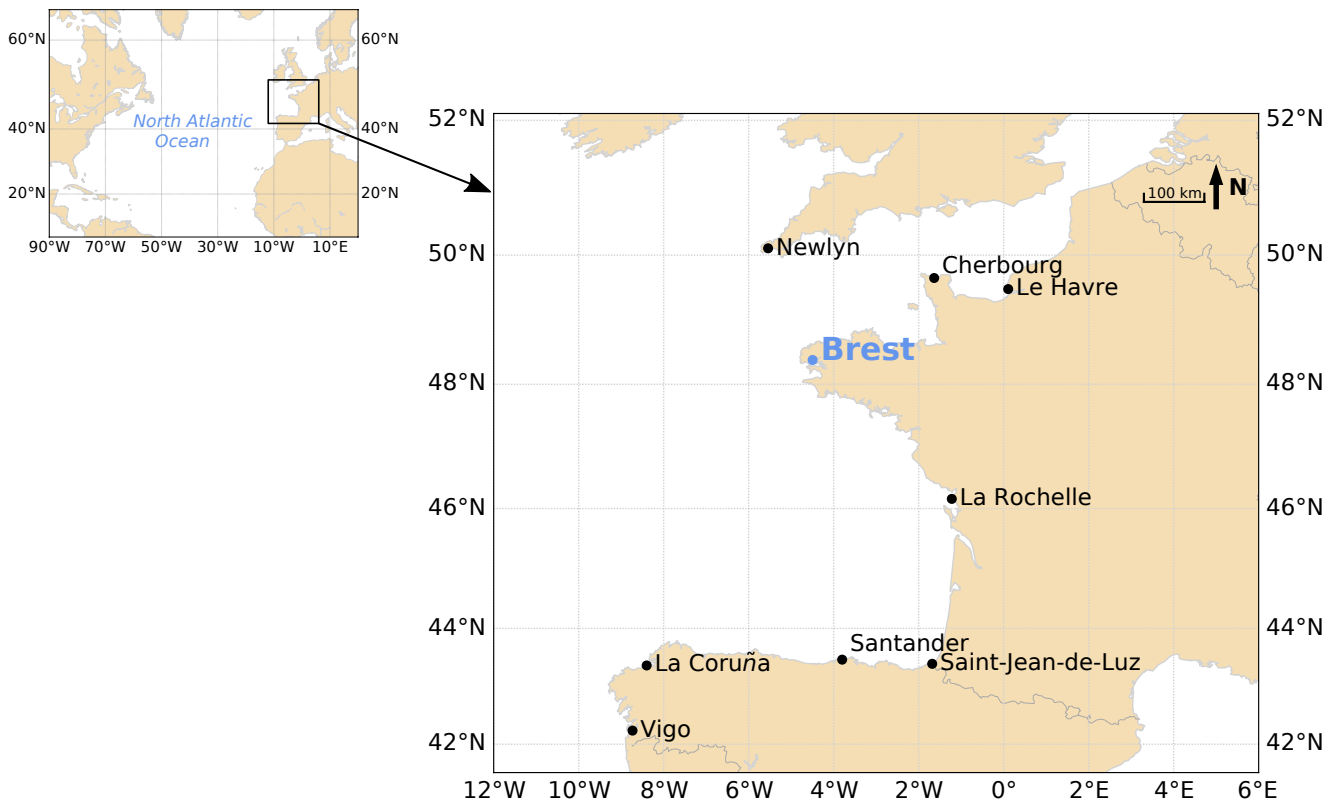 60°N 60°N
North Atlantic
Ocean
40°N 40°N
20°N 20°N
90°W 70°W 50°W 30°W 10°W 10°E
52°N 52°N
100 km N
50°N 50°N
Newlyn
Cherbourg
Le Havre
Brest
48°N 48°N
La Rochelle
46°N 46°N
44°N 44°N
Santander
La Coruña
Saint-Jean-de-Luz
Vigo
42°N 42°N
12°W 10°W 8°W 6°W 4°W 2°W 0° 2°E 4°E 6°E